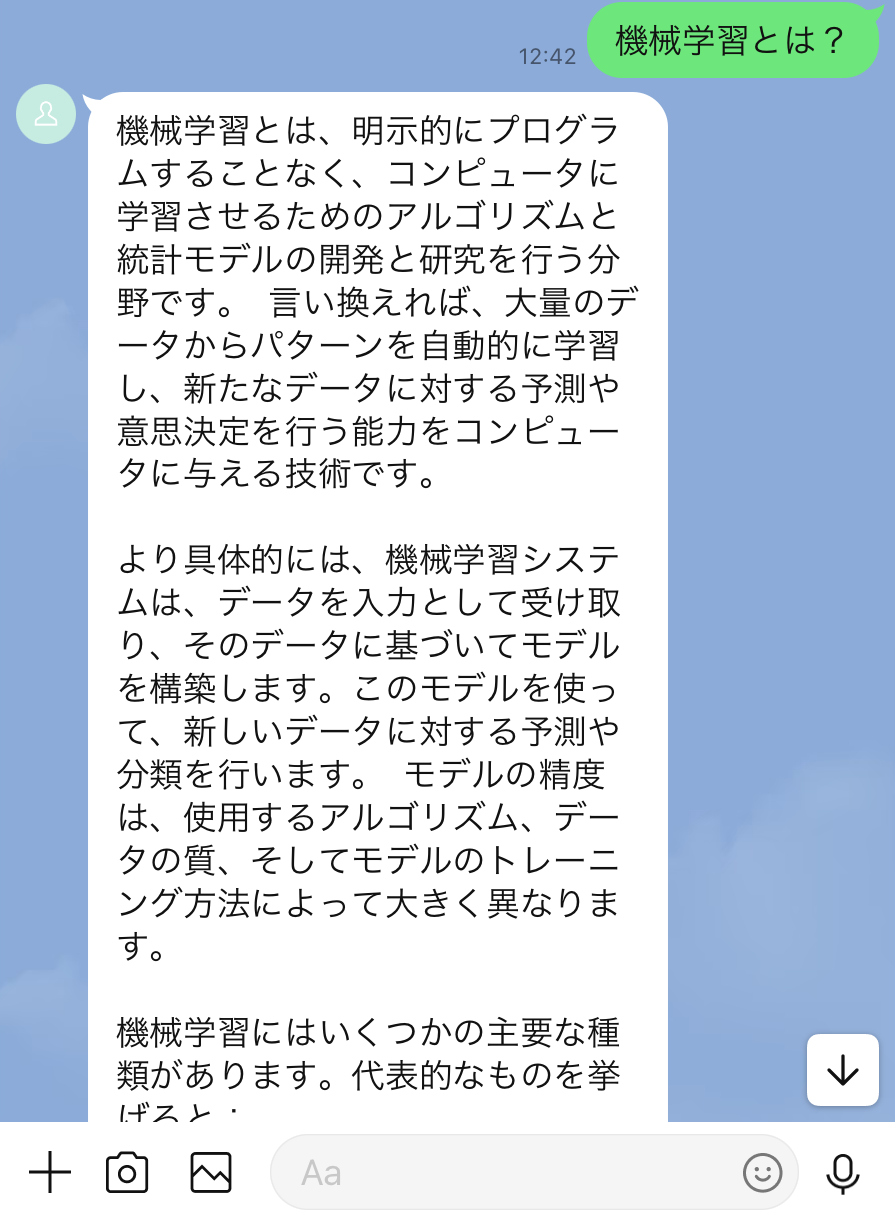 機械学習とは？
12:42
機械学習とは、明示的にプログラ
ムすることなく、コンピュータに
学習させるためのアルゴリズムと
統計モデルの開発と研究を行う分
野です。 言い換えれば、大量のデ
ータからパターンを自動的に学習
し、新たなデータに対する予測や
意思決定を行う能力をコンピュー
タに与える技術です。
より具体的には、機械学習システ
ムは、データを入力として受け取
り、そのデータに基づいてモデル
を構築します。このモデルを使っ
て、新しいデータに対する予測や
分類を行います。 モデルの精度
は、使用するアルゴリズム、デー
タの質、そしてモデルのトレーニ
ング方法によって大きく異なりま
す。
機械学習にはいくつかの主要な種
類があります。代表的なものを挙
げると：
Aa